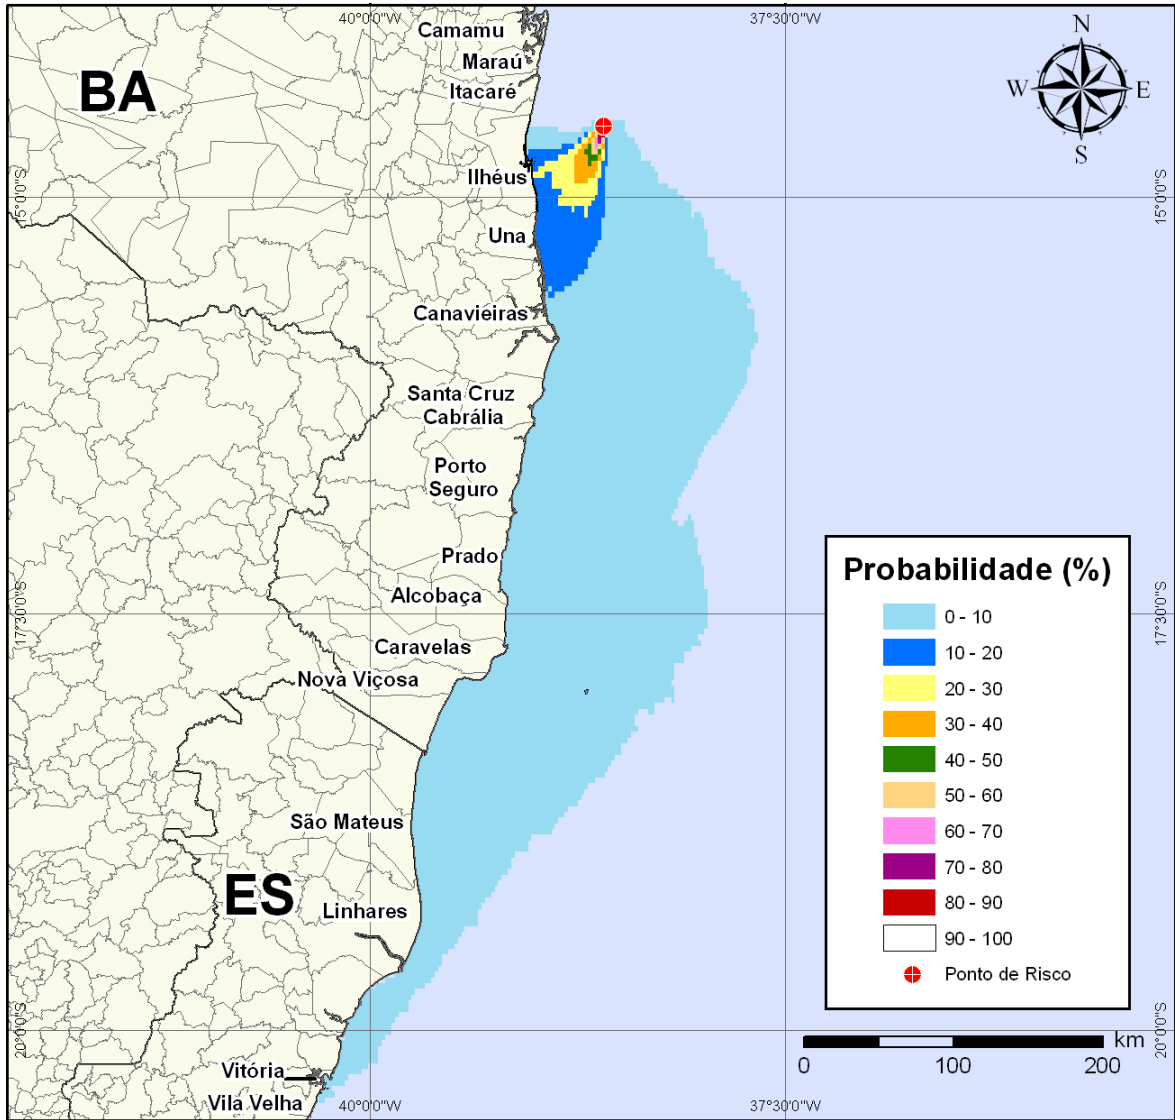 40°0'0"W
37°30'0"W
Camamu
Maraú
Itacaré
BA
N
W
E
S
Ilhéus
15°0'0"S
15°0'0"S
Una
Canavieiras
Santa Cruz
Cabrália
Porto
Seguro
Prado
Alcobaça
17°30'0"S
17°30'0"S
Caravelas
Nova Viçosa
São Mateus
ES
Linhares
20°0'0"S
20°0'0"S
Vitória
Vila Velha
40°0'0"W
37°30'0"W
Probabilidade (%)
0 - 10
10 - 20
20 - 30
30 - 40
40 - 50
50 - 60
60 - 70
70 - 80
80 - 90
90 - 100
Ponto de Risco
km
0
100
200